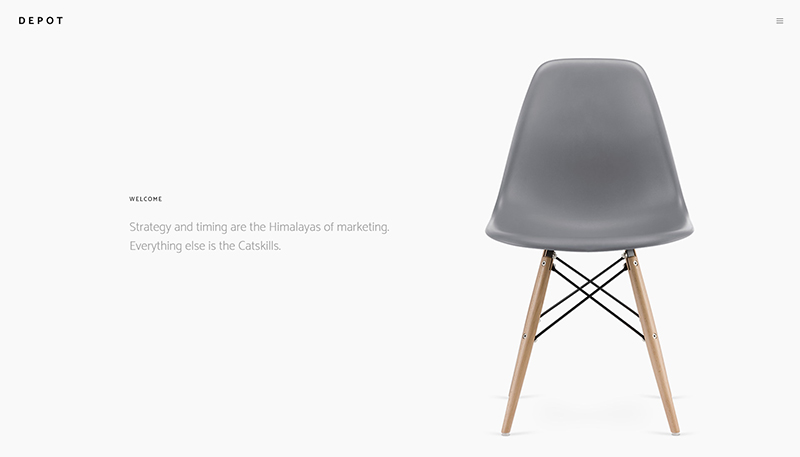 DEPOT
WELCOME
Strategy and timing are the Himalayas of marketing.
Everything else is the Catskills.